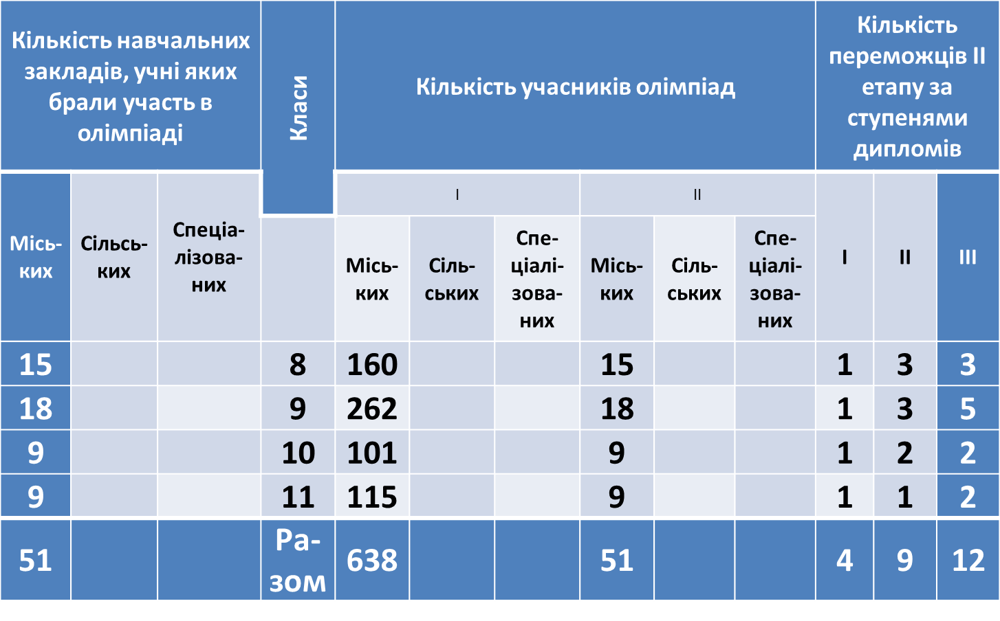 Кількість навчальних
закладів, учні яких
брали участь в
олімпіаді
Класи
Кількість учасників олімпіад
Кількість
переможців ІІ
етапу за
ступенями
дипломів
Місь-
ких
Сільсь-
ких
Спеціа-
лізова-
них
І
ІІ
Місь-
ких
Сіль-
ських
Спе-
ціалі-
зова-
них
Місь-
ких
Сіль-
ських
Спе-
ціалі-
зова-
них
І
ІІ
ІІІ
15 8 160 15 1 3 3
18 9 262 18 1 3 5
9 10 101 9 1 2 2
9 11 115 9 1 1 2
51 Ра-
зом 638 51 4 9 12